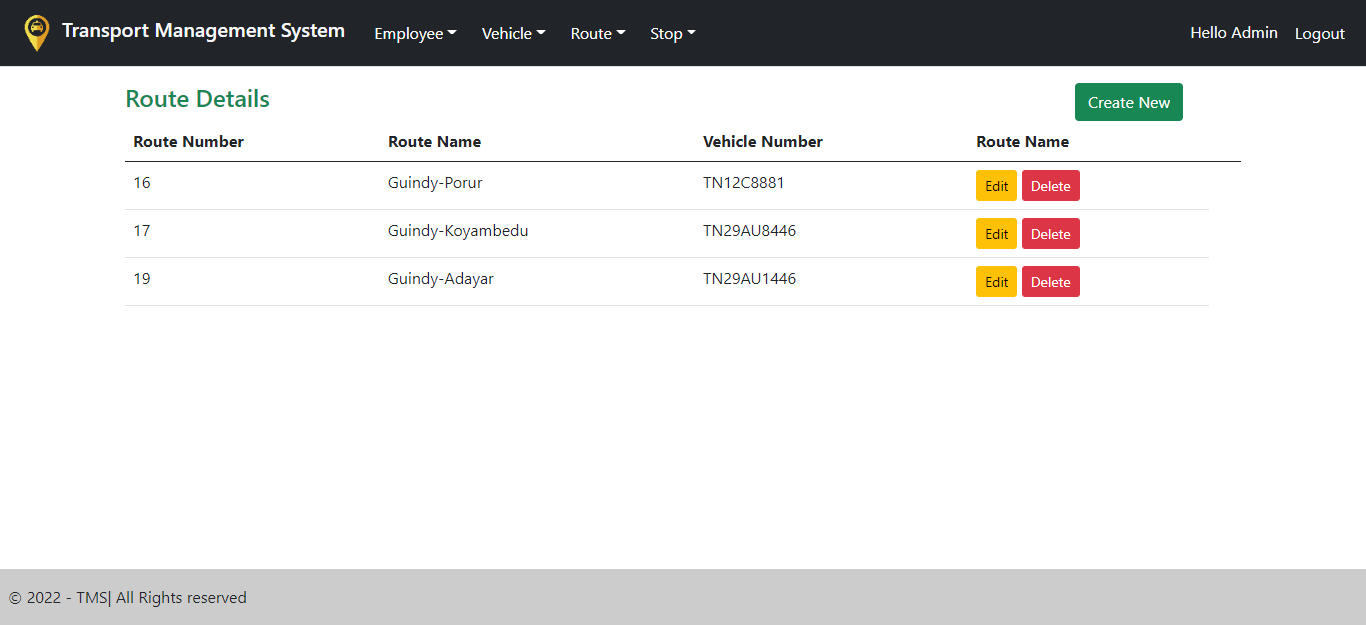 Transport Management System Employee Vehicle Route Stop Hello Admin Logout
Route Details Create New
Route Number Route Name Vehicle Number Route Name
16 Guindy-Porur TN12C8881 Edit Delete
17 Guindy-Koyambedu TN29AU8446 Edit Delete
19 Guindy-Adayar TN29AU1446 Edit Delete
© 2022 - TMS| All Rights reserved